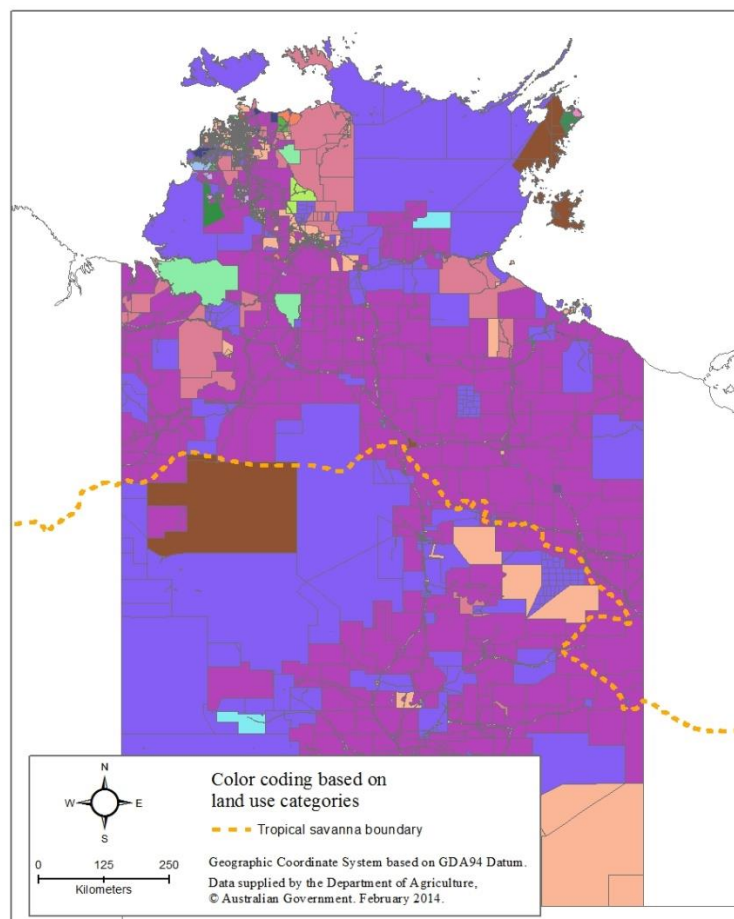 N
W E
S
0 125 250
Kilometers
Color coding based on
land use categories
Tropical savanna boundary
Geographic Coordinate System based on GDA94 Datum.
Data supplied by the Department of Agriculture,
© Australian Government. February 2014.